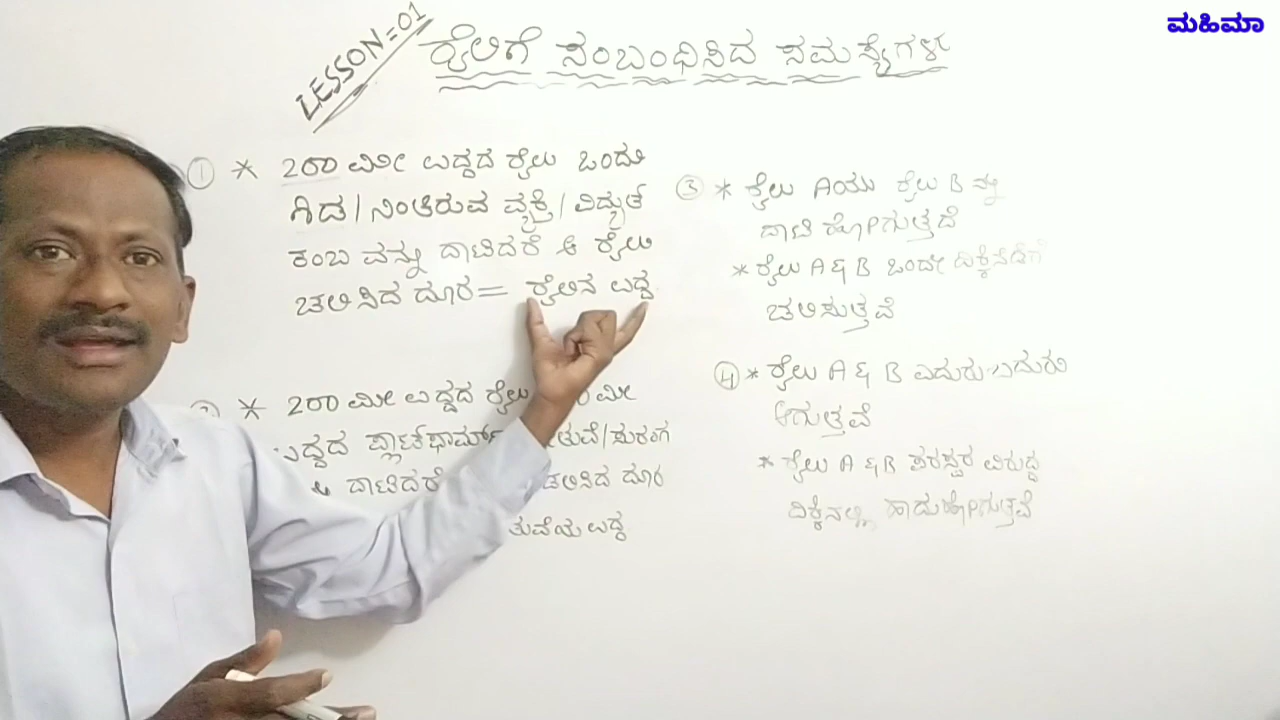 ಮಹಿಮಾ
LESSON=01
ರೈಲಿಗೆ ಸಂಬಂಧಿಸಿದ ಸಮಸ್ಯೆಗಳು
① * 200 ಮೀ ಉದ್ದದ ರೈಲು ಒಂದು
ಗಿಡ/ನಿಂತಿರುವ ವ್ಯಕ್ತಿ/ವಿದ್ಯುತ
ಕಂಬ ವನ್ನು ದಾಟಿದರೆ ಆ ರೈಲು
ಚಲಿಸಿದ ದೂರ= ರೈಲಿನ ಉದ್ದ
* 200 ಮೀ ಉದ್ದದ ರೈಲು ಮೀ
ಉದ್ದದ ಪ್ಲಾಟ್‌ಫಾರ್ಮ್ /ಸುರಂಗ
ದಾಟಿದರೆ ಚಲಿಸಿದ ದೂರ
ಉದ್ದ
③ * ರೈಲು Aಯು ರೈಲು B ನ್ನು
ದಾಟಿ ಹೋಗುತ್ತದೆ
* ರೈಲು A & B ಒಂದೇ ದಿಕ್ಕಿನೆಡೆಗೆ
ಚಲಿಸುತ್ತವೆ
④ * ರೈಲು A & B ಎದುರು-ಬದುರು
ಆಗುತ್ತವೆ
* ರೈಲು A & B ಪರಸ್ಪರ ವಿರುದ್ಧ
ದಿಕ್ಕಿನಲ್ಲಿ ಹಾದುಹೋಗುತ್ತವೆ